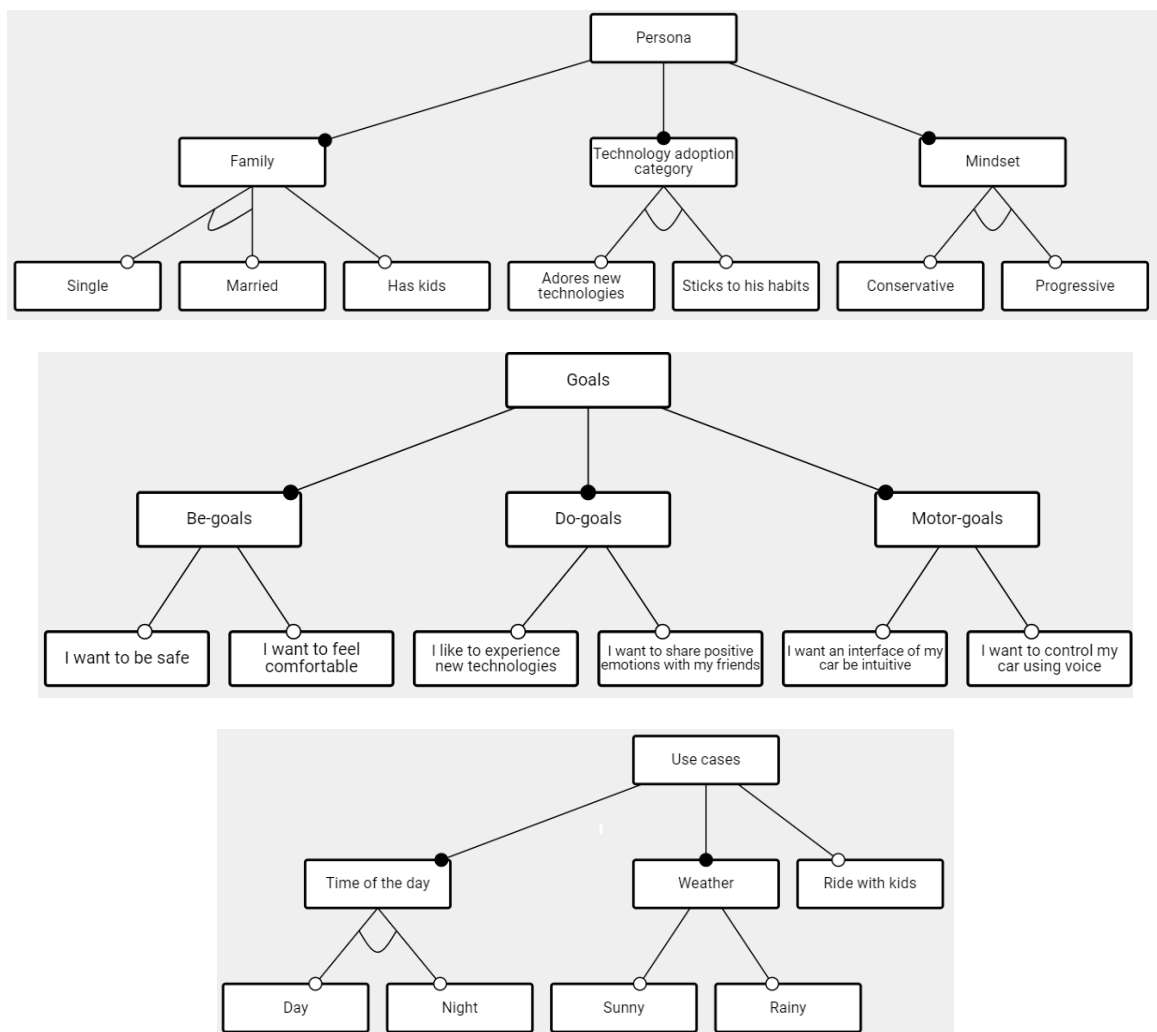 Persona
Family
Technology adoption
category
Mindset
Single
Married
Has kids
Adores new
technologies
Sticks to his habits
Conservative
Progressive
Goals
Be-goals
Do-goals
Motor-goals
I want to be safe
I want to feel
comfortable
I like to experience
new technologies
I want to share positive
emotions with my friends
I want an interface of my
car be intuitive
I want to control my
car using voice
Use cases
Time of the day
Weather
Ride with kids
Day
Night
Sunny
Rainy